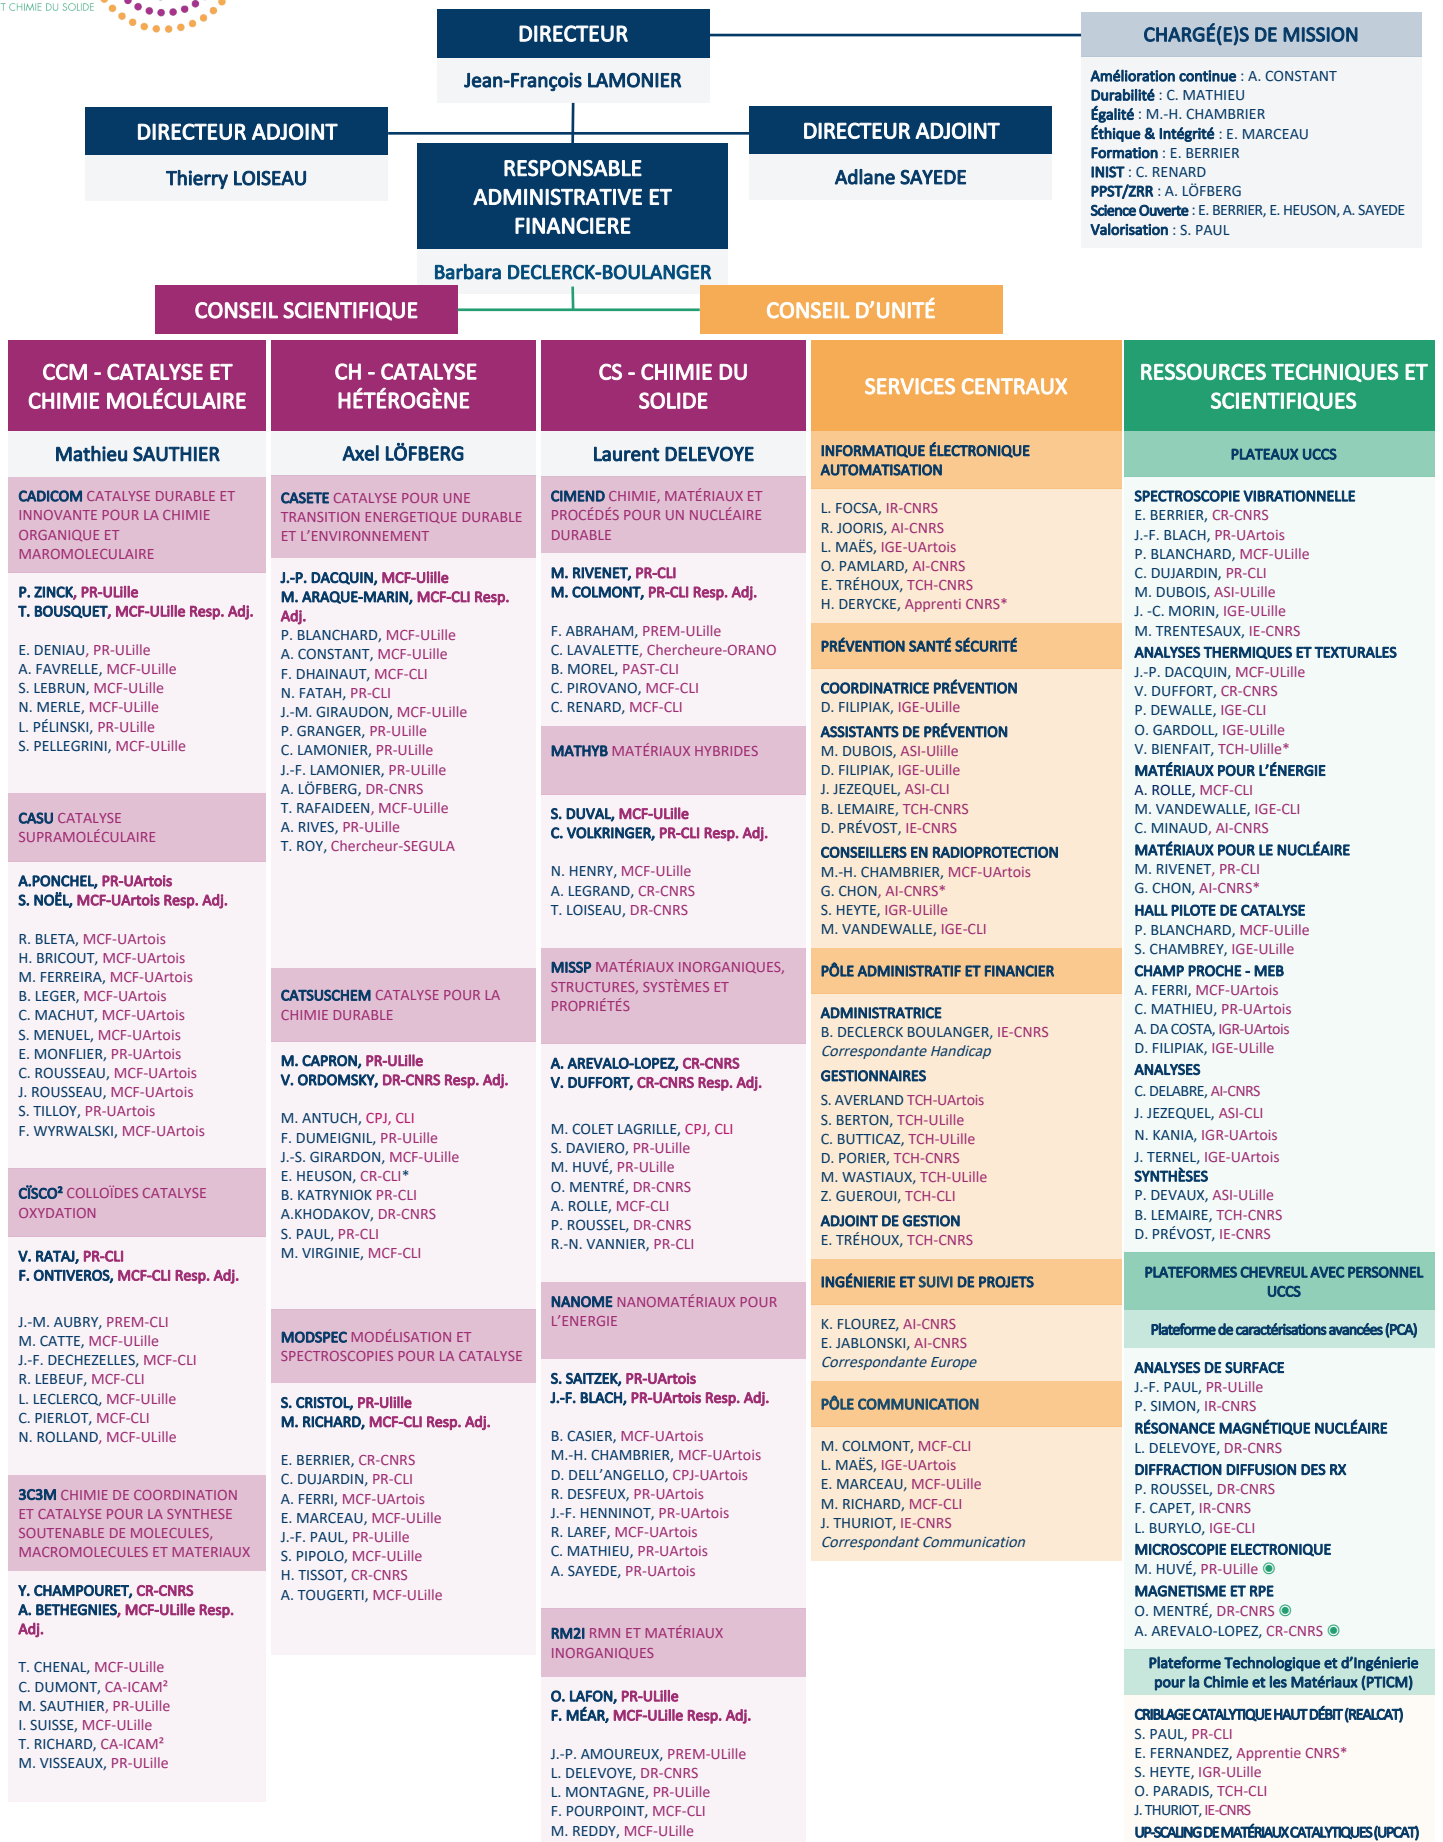 T CHIMIE DU SOLIDE
DIRECTEUR
Jean-François LAMONIER
CHARGÉ(E)S DE MISSION
Amélioration continue : A. CONSTANT
Durabilité : C. MATHIEU
Égalité : M.-H. CHAMBRIER
Éthique & Intégrité : E. MARCEAU
Formation : E. BERRIER
INIST : C. RENARD
PPST/ZRR : A. LÖFBERG
Science Ouverte : E. BERRIER, E. HEUSON, A. SAYEDE
Valorisation : S. PAUL
DIRECTEUR ADJOINT
Thierry LOISEAU
DIRECTEUR ADJOINT
Adlane SAYEDE
RESPONSABLE
ADMINISTRATIVE ET
FINANCIERE
Barbara DECLERCK-BOULANGER
CONSEIL SCIENTIFIQUE
CONSEIL D'UNITÉ
CCM - CATALYSE ET
CHIMIE MOLÉCULAIRE
Mathieu SAUTHIER
CADICOM CATALYSE DURABLE ET
INNOVANTE POUR LA CHIMIE
ORGANIQUE ET
MAROMOLECULAIRE
P. ZINCK, PR-ULille
T. BOUSQUET, MCF-ULille Resp. Adj.
E. DENIAU, PR-ULille
A. FAVRELLE, MCF-ULille
S. LEBRUN, MCF-ULille
N. MERLE, MCF-ULille
L. PÉLINSKI, PR-ULille
S. PELLEGRINI, MCF-ULille
CASU CATALYSE
SUPRAMOLÉCULAIRE
A.PONCHEL, PR-UArtois
S. NOËL, MCF-UArtois Resp. Adj.
R. BLETA, MCF-UArtois
H. BRICOUT, MCF-UArtois
M. FERREIRA, MCF-UArtois
B. LEGER, MCF-UArtois
C. MACHUT, MCF-UArtois
S. MENUEL, MCF-UArtois
E. MONFLIER, PR-UArtois
C. ROUSSEAU, MCF-UArtois
J. ROUSSEAU, MCF-UArtois
S. TILLOY, PR-UArtois
F. WYRWALSKI, MCF-UArtois
CÏSCO² COLLOÏDES CATALYSE
OXYDATION
V. RATAJ, PR-CLI
F. ONTIVEROS, MCF-CLI Resp. Adj.
J.-M. AUBRY, PREM-CLI
M. CATTE, MCF-ULille
J.-F. DECHEZELLES, MCF-CLI
R. LEBEUF, MCF-CLI
L. LECLERCQ, MCF-ULille
C. PIERLOT, MCF-CLI
N. ROLLAND, MCF-ULille
3C3M CHIMIE DE COORDINATION
ET CATALYSE POUR LA SYNTHESE
SOUTENABLE DE MOLECULES,
MACROMOLECULES ET MATERIAUX
Y. CHAMPOURET, CR-CNRS
A. BETHEGNIES, MCF-ULille Resp.
Adj.
T. CHENAL, MCF-ULille
C. DUMONT, CA-ICAM²
M. SAUTHIER, PR-ULille
I. SUISSE, MCF-ULille
T. RICHARD, CA-ICAM²
M. VISSEAUX, PR-ULille
CH - CATALYSE
HÉTÉROGÈNE
Axel LÖFBERG
CASETE CATALYSE POUR UNE
TRANSITION ENERGETIQUE DURABLE
ET L'ENVIRONNEMENT
J.-P. DACQUIN, MCF-Ulille
M. ARAQUE-MARIN, MCF-CLI Resp.
Adj.
P. BLANCHARD, MCF-ULille
A. CONSTANT, MCF-ULille
F. DHAINAUT, MCF-CLI
N. FATAH, PR-CLI
J.-M. GIRAUDON, MCF-ULille
P. GRANGER, PR-ULille
C. LAMONIER, PR-ULille
J.-F. LAMONIER, PR-ULille
A. LÖFBERG, DR-CNRS
T. RAFAIDEEN, MCF-ULille
A. RIVES, PR-ULille
T. ROY, Chercheur-SEGULA
CATSUSCHEM CATALYSE POUR LA
CHIMIE DURABLE
M. CAPRON, PR-ULille
V. ORDOMSKY, DR-CNRS Resp. Adj.
M. ANTUCH, CPJ, CLI
F. DUMEIGNIL, PR-ULille
J.-S. GIRARDON, MCF-ULille
E. HEUSON, CR-CLI*
B. KATRYNIOK PR-CLI
A.KHODAKOV, DR-CNRS
S. PAUL, PR-CLI
M. VIRGINIE, MCF-CLI
MODSPEC MODÉLISATION ET
SPECTROSCOPIES POUR LA CATALYSE
S. CRISTOL, PR-Ulille
M. RICHARD, MCF-CLI Resp. Adj.
E. BERRIER, CR-CNRS
C. DUJARDIN, PR-CLI
A. FERRI, MCF-UArtois
E. MARCEAU, MCF-ULille
J.-F. PAUL, PR-ULille
S. PIPOLO, MCF-ULille
H. TISSOT, CR-CNRS
A. TOUGERTI, MCF-ULille
CS - CHIMIE DU
SOLIDE
Laurent DELEVOYE
CIMEND CHIMIE, MATÉRIAUX ET
PROCÉDÉS POUR UN NUCLÉAIRE
DURABLE
M. RIVENET, PR-CLI
M. COLMONT, PR-CLI Resp. Adj.
F. ABRAHAM, PREM-ULille
C. LAVALETTE, Chercheure-ORANO
B. MOREL, PAST-CLI
C. PIROVANO, MCF-CLI
C. RENARD, MCF-CLI
MATHYB MATÉRIAUX HYBRIDES
S. DUVAL, MCF-ULille
C. VOLKRINGER, PR-CLI Resp. Adj.
N. HENRY, MCF-ULille
A. LEGRAND, CR-CNRS
T. LOISEAU, DR-CNRS
MISSP MATÉRIAUX INORGANIQUES,
STRUCTURES, SYSTÈMES ET
PROPRIÉTÉS
A. AREVALO-LOPEZ, CR-CNRS
V. DUFFORT, CR-CNRS Resp. Adj.
M. COLET LAGRILLE, CPJ, CLI
S. DAVIERO, PR-ULille
M. HUVÉ, PR-ULille
O. MENTRÉ, DR-CNRS
A. ROLLE, MCF-CLI
P. ROUSSEL, DR-CNRS
R.-N. VANNIER, PR-CLI
NANOME NANOMATÉRIAUX POUR
L'ENERGIE
S. SAITZEK, PR-UArtois
J.-F. BLACH, PR-UArtois Resp. Adj.
B. CASIER, MCF-UArtois
M.-H. CHAMBRIER, MCF-UArtois
D. DELL'ANGELLO, CPJ-UArtois
R. DESFEUX, PR-UArtois
J.-F. HENNINOT, PR-UArtois
R. LAREF, MCF-UArtois
C. MATHIEU, PR-UArtois
A. SAYEDE, PR-UArtois
RM2I RMN ET MATÉRIAUX
INORGANIQUES
O. LAFON, PR-ULille
F. MÉAR, MCF-ULille Resp. Adj.
J.-P. AMOUREUX, PREM-ULille
L. DELEVOYE, DR-CNRS
L. MONTAGNE, PR-ULille
F. POURPOINT, MCF-CLI
M. REDDY, MCF-ULille
SERVICES CENTRAUX
INFORMATIQUE ÉLECTRONIQUE
AUTOMATISATION
L. FOCSA, IR-CNRS
R. JOORIS, AI-CNRS
L. MAËS, IGE-UArtois
O. PAMLARD, AI-CNRS
E. TRÉHOUX, TCH-CNRS
H. DERYCKE, Apprenti CNRS*
PRÉVENTION SANTÉ SÉCURITÉ
COORDINATRICE PRÉVENTION
D. FILIPIAK, IGE-ULille
ASSISTANTS DE PRÉVENTION
M. DUBOIS, ASI-Ulille
D. FILIPIAK, IGE-ULille
J. JEZEQUEL, ASI-CLI
B. LEMAIRE, TCH-CNRS
D. PRÉVOST, IE-CNRS
CONSEILLERS EN RADIOPROTECTION
M.-H. CHAMBRIER, MCF-UArtois
G. CHON, AI-CNRS*
S. HEYTE, IGR-ULille
M. VANDEWALLE, IGE-CLI
PÔLE ADMINISTRATIF ET FINANCIER
ADMINISTRATRICE
B. DECLERCK BOULANGER, IE-CNRS
Correspondante Handicap
GESTIONNAIRES
S. AVERLAND TCH-UArtois
S. BERTON, TCH-ULille
C. BUTTICAZ, TCH-ULille
D. PORIER, TCH-CNRS
M. WASTIAUX, TCH-ULille
Z. GUEROUI, TCH-CLI
ADJOINT DE GESTION
E. TRÉHOUX, TCH-CNRS
INGÉNIERIE ET SUIVI DE PROJETS
K. FLOUREZ, AI-CNRS
E. JABLONSKI, AI-CNRS
Correspondante Europe
PÔLE COMMUNICATION
M. COLMONT, MCF-CLI
L. MAËS, IGE-UArtois
E. MARCEAU, MCF-ULille
M. RICHARD, MCF-CLI
J. THURIOT, IE-CNRS
Correspondant Communication
RESSOURCES TECHNIQUES ET
SCIENTIFIQUES
PLATEAUX UCCS
SPECTROSCOPIE VIBRATIONNELLE
E. BERRIER, CR-CNRS
J.-F. BLACH, PR-UArtois
P. BLANCHARD, MCF-ULille
C. DUJARDIN, PR-CLI
M. DUBOIS, ASI-ULille
J. -C. MORIN, IGE-ULille
M. TRENTESAUX, IE-CNRS
ANALYSES THERMIQUES ET TEXTURALES
J.-P. DACQUIN, MCF-ULille
V. DUFFORT, CR-CNRS
P. DEWALLE, IGE-CLI
O. GARDOLL, IGE-ULille
V. BIENFAIT, TCH-Ulille*
MATÉRIAUX POUR L'ÉNERGIE
A. ROLLE, MCF-CLI
M. VANDEWALLE, IGE-CLI
C. MINAUD, AI-CNRS
MATÉRIAUX POUR LE NUCLÉAIRE
M. RIVENET, PR-CLI
G. CHON, AI-CNRS*
HALL PILOTE DE CATALYSE
P. BLANCHARD, MCF-ULille
S. CHAMBREY, IGE-ULille
CHAMP PROCHE - MEB
A. FERRI, MCF-UArtois
C. MATHIEU, PR-UArtois
A. DA COSTA, IGR-UArtois
D. FILIPIAK, IGE-ULille
ANALYSES
C. DELABRE, AI-CNRS
J. JEZEQUEL, ASI-CLI
N. KANIA, IGR-UArtois
J. TERNEL, IGE-UArtois
SYNTHÈSES
P. DEVAUX, ASI-ULille
B. LEMAIRE, TCH-CNRS
D. PRÉVOST, IE-CNRS
PLATEFORMES CHEVREUL AVEC PERSONNEL
UCCS
Plateforme de caractérisations avancées (PCA)
ANALYSES DE SURFACE
J.-F. PAUL, PR-ULille
P. SIMON, IR-CNRS
RÉSONANCE MAGNÉTIQUE NUCLÉAIRE
L. DELEVOYE, DR-CNRS
DIFFRACTION DIFFUSION DES RX
P. ROUSSEL, DR-CNRS
F. CAPET, IR-CNRS
L. BURYLO, IGE-CLI
MICROSCOPIE ELECTRONIQUE
M. HUVÉ, PR-ULille ◉
MAGNETISME ET RPE
O. MENTRÉ, DR-CNRS ◉
A. AREVALO-LOPEZ, CR-CNRS ◉
Plateforme Technologique et d'Ingénierie
pour la Chimie et les Matériaux (PTICM)
CRIBLAGE CATALYTIQUE HAUT DÉBIT (REALCAT)
S. PAUL, PR-CLI
E. FERNANDEZ, Apprentie CNRS*
S. HEYTE, IGR-ULille
O. PARADIS, TCH-CLI
J. THURIOT, IE-CNRS
UP-SCALING DE MATÉRIAUX CATALYTIQUES (UPCAT)